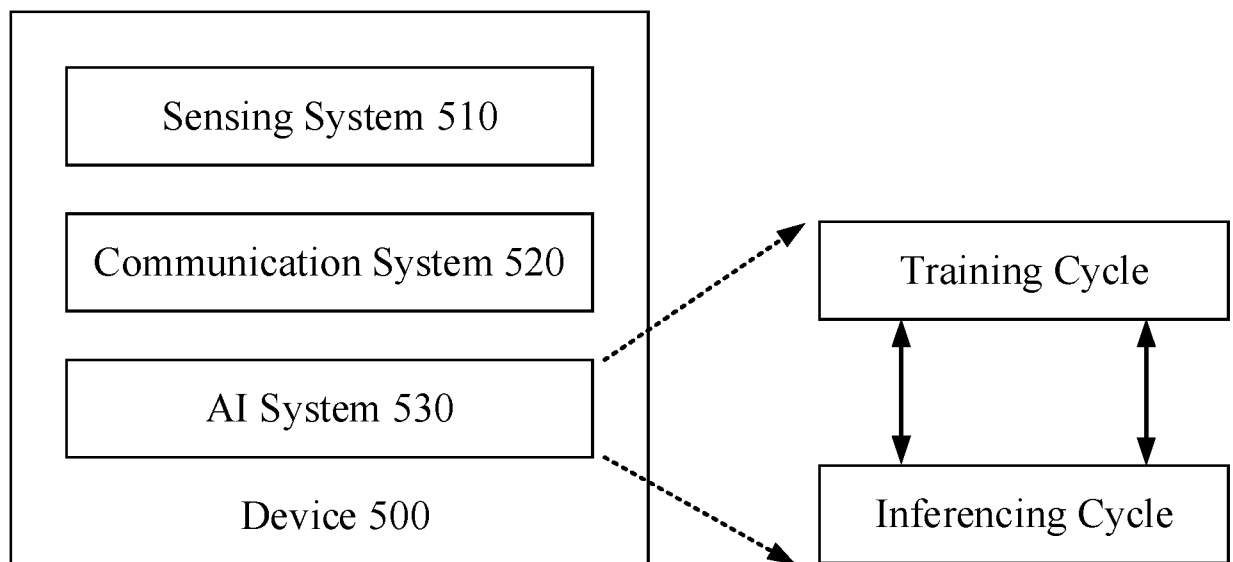 Sensing System 510
Communication System 520
AI System 530
Device 500
Training Cycle
Inferencing Cycle